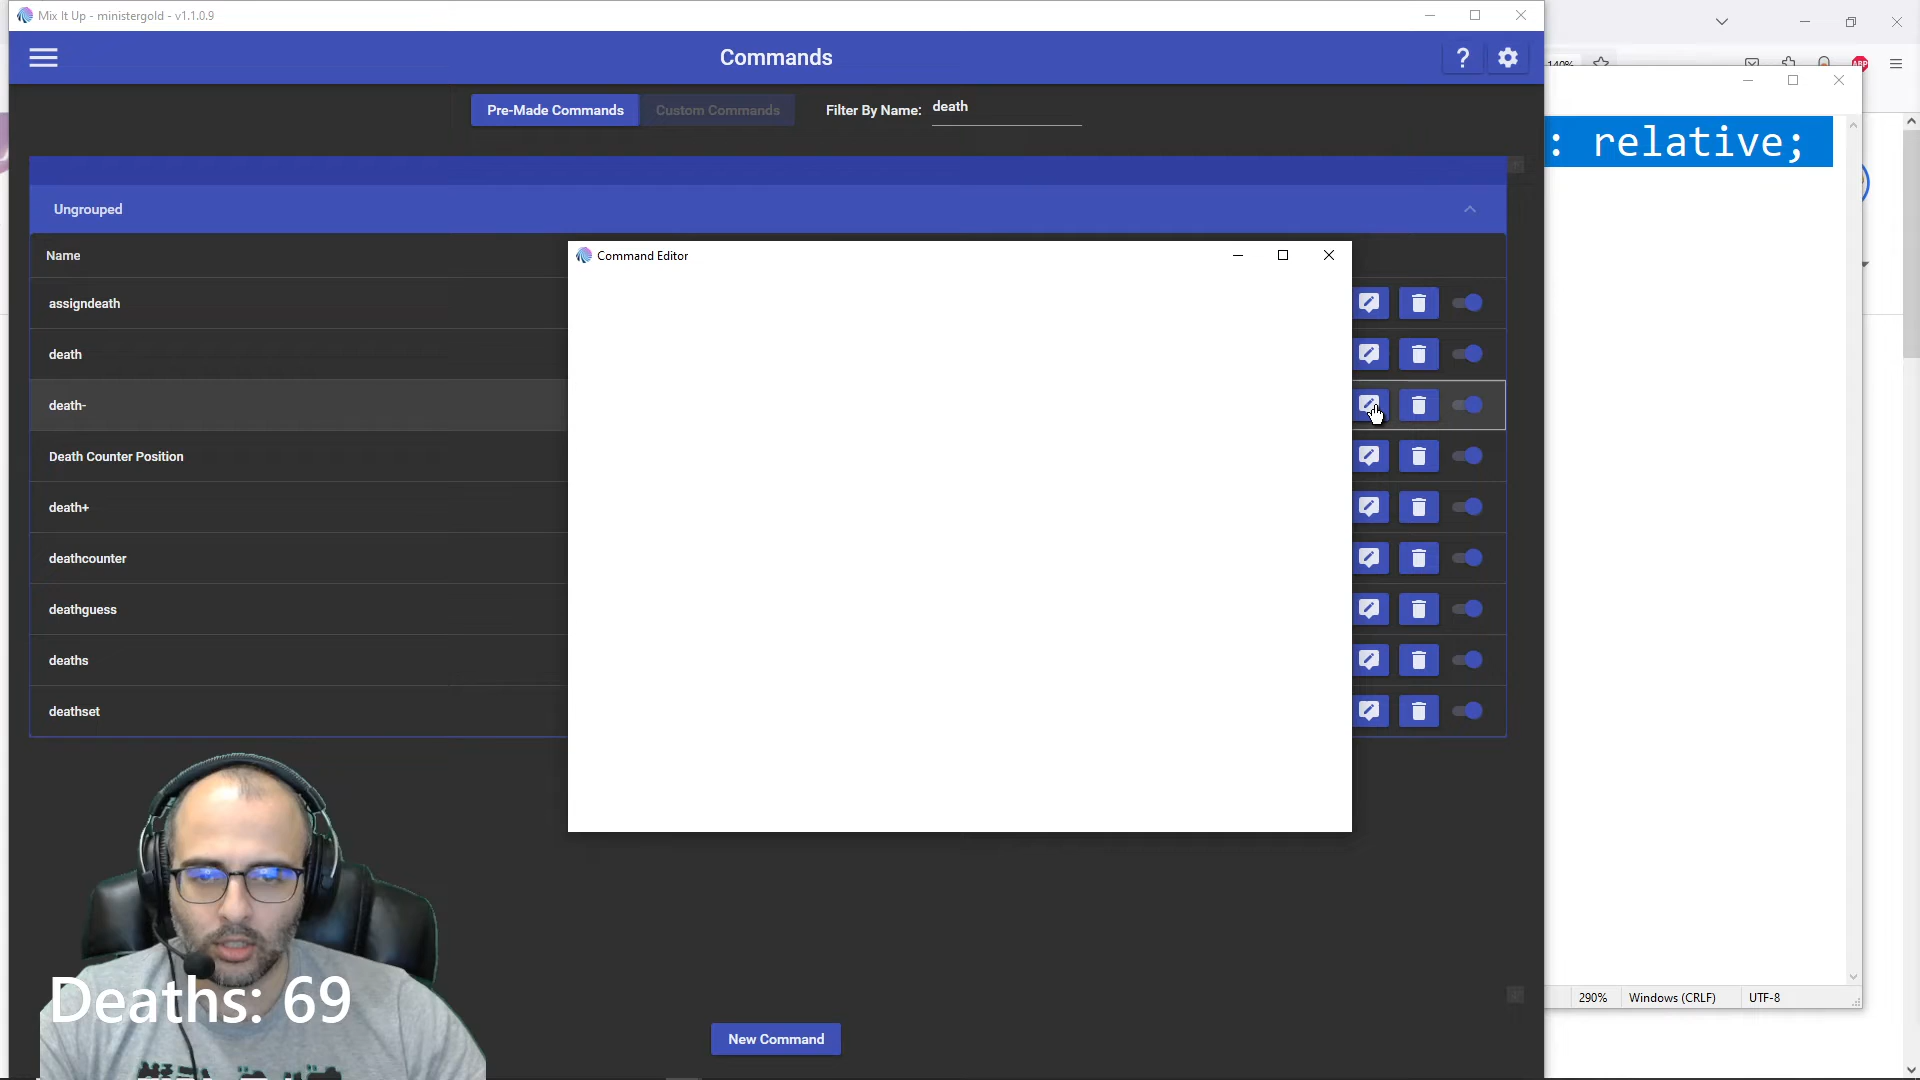 Mix It Up - ministergold - v1.1.0.9
Commands
?
140%
ABP
Pre-Made Commands
Custom Commands
Filter By Name:
death
: relative;
Ungrouped
Name
Command Editor
assigndeath
death
death-
Death Counter Position
death+
deathcounter
deathguess
deaths
deathset
Deaths: 69
290%
Windows (CRLF)
UTF-8
New Command